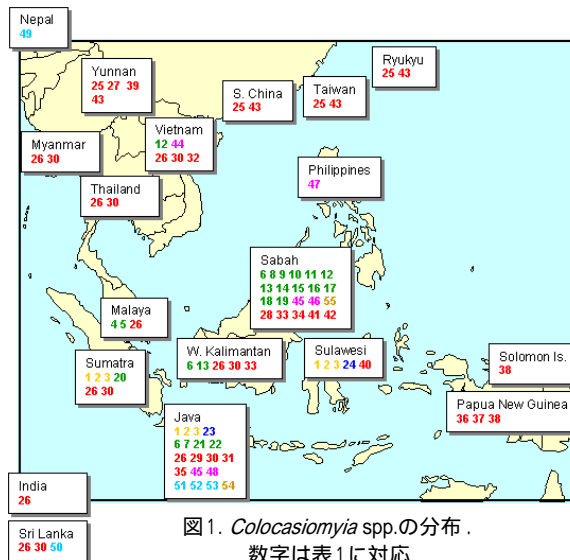 Nepal
49
Yunnan
25 27 39
43
S. China
25 43
Taiwan
25 43
Ryukyu
25 43
Myanmar
26 30
Vietnam
12 44
26 30 32
Thailand
26 30
Philippines
47
Sabah
6 8 9 10 11 12
13 14 15 16 17
18 19 45 46 55
28 33 34 41 42
Malaya
4 5 26
Sumatra
1 2 3 20
26 30
W. Kalimantan
6 13 26 30 33
Sulawesi
1 2 3 24 40
Solomon Is.
38
Papua New Guinea
36 37 38
Java
1 2 3 23
6 7 21 22
26 29 30 31
35 45 48
51 52 53 54
India
26
Sri Lanka
26 30 50
図1. Colocasiomyia spp.の分布.
数字は表1に対応